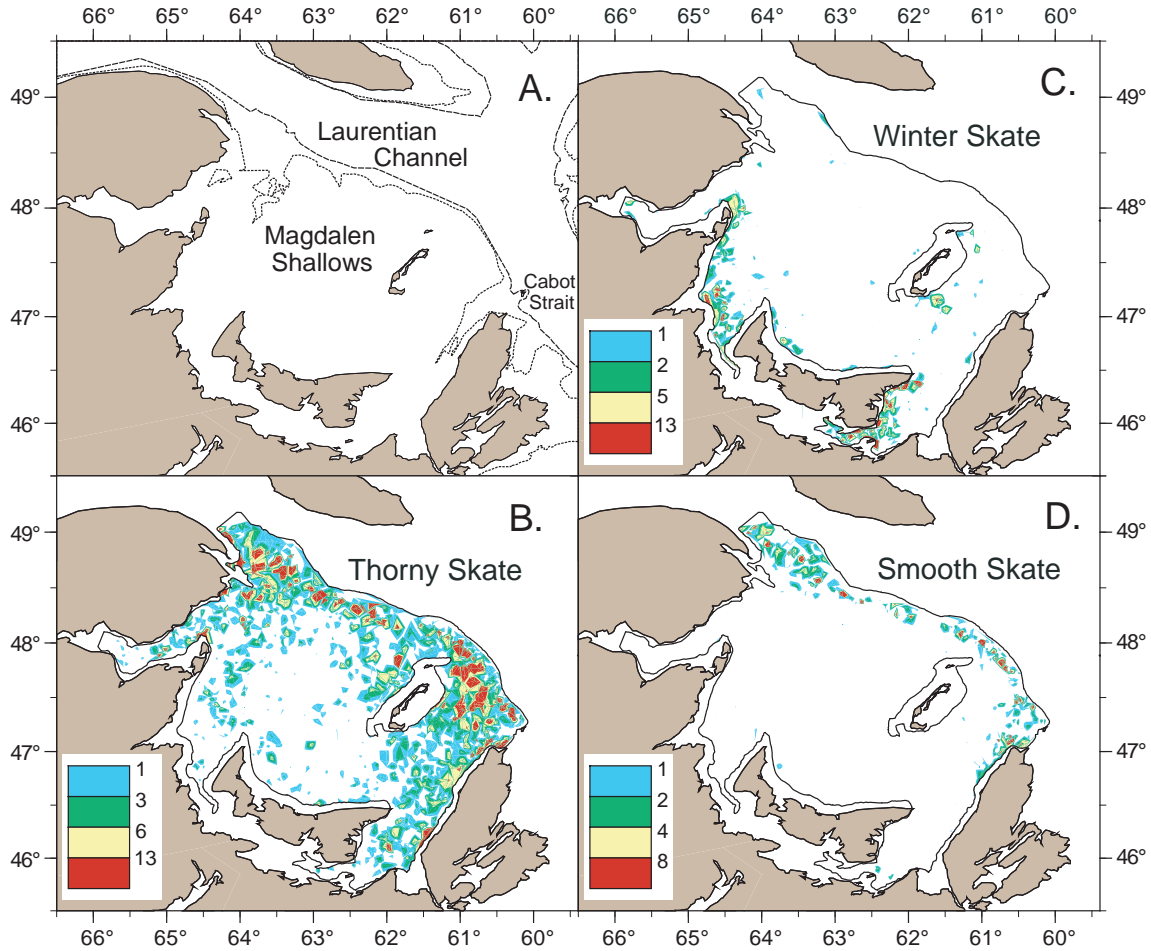 66° 65° 64° 63° 62° 61° 60° 66° 65° 64° 63° 62° 61° 60°
A.
C.
49°
49°
Laurentian
Channel
Winter Skate
48°
48°
Magdalen
Shallows
Cabot
Strait
47°
47°
1
2
5
13
46°
46°
B.
D.
49°
49°
Thorny Skate
Smooth Skate
48°
48°
47°
47°
1
3
6
13
1
2
4
8
46°
46°
66° 65° 64° 63° 62° 61° 60° 66° 65° 64° 63° 62° 61° 60°